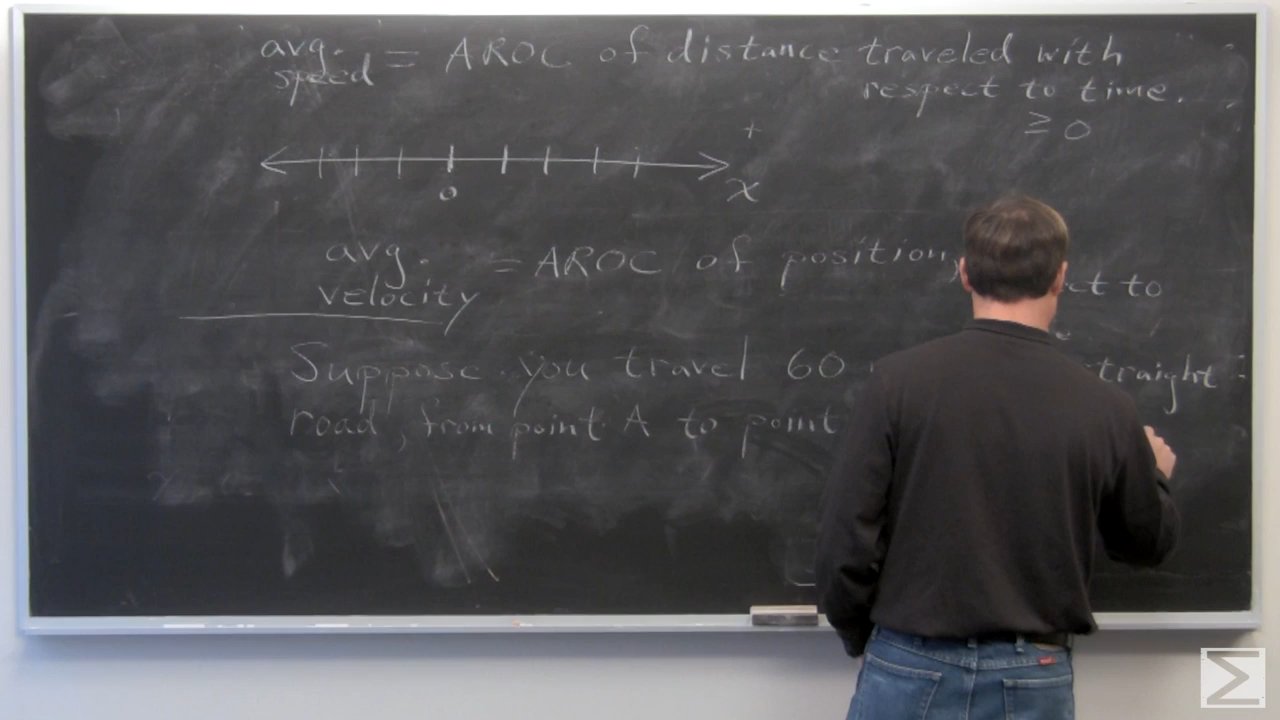 avg. speed = AROC of distance traveled with
respect to time.
≥ 0
+
0
x
avg. velocity = AROC of position,
ct to
Suppose you travel 60 traight
road, from point A to point
Σ